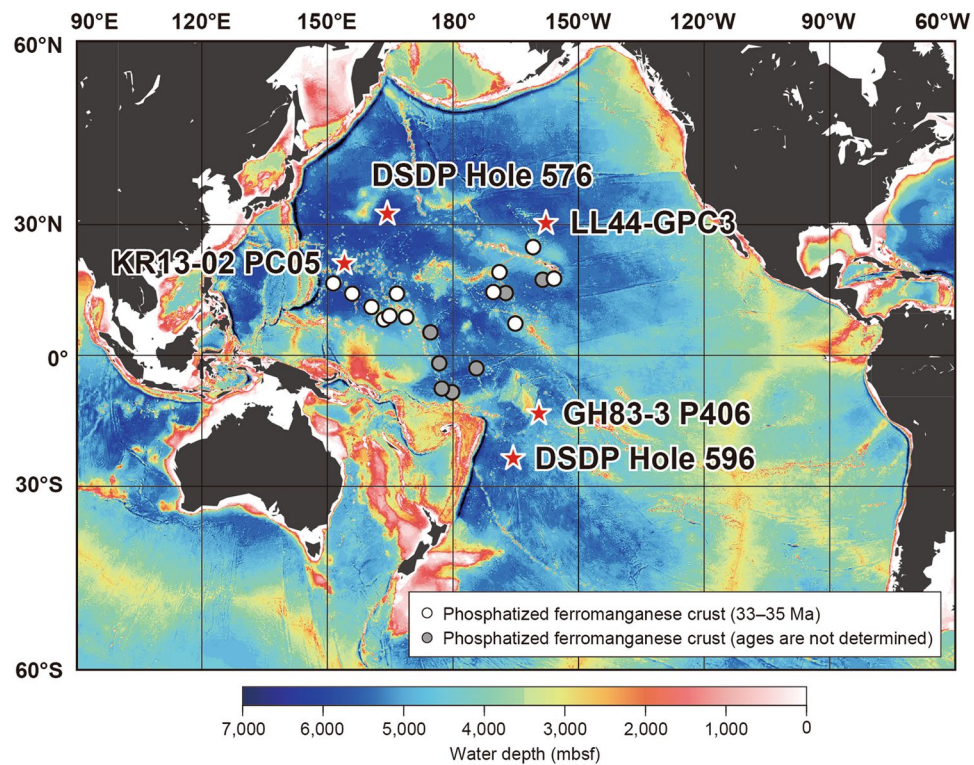 90°E 120°E 150°E 180° 150°W 120°W 90°W 60°W
60°N
DSDP Hole 576
30°N
LL44-GPC3
KR13-02 PC05
0°
GH83-3 P406
DSDP Hole 596
30°S
Phosphatized ferromanganese crust (33–35 Ma)
Phosphatized ferromanganese crust (ages are not determined)
60°S
7,000 6,000 5,000 4,000 3,000 2,000 1,000 0
Water depth (mbsf)